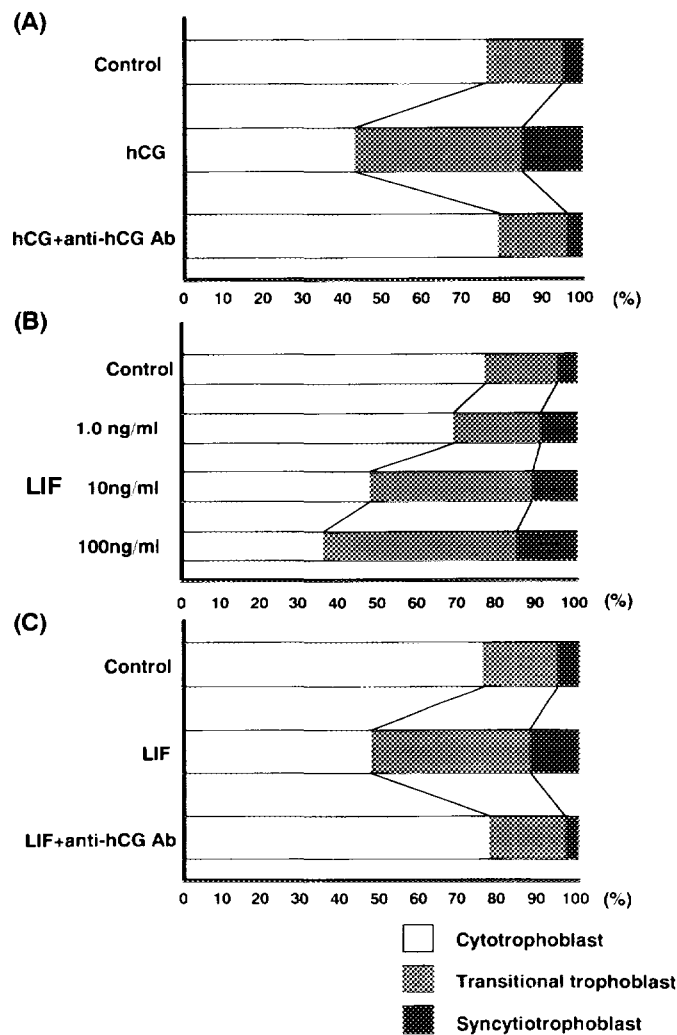 (A)
Control
hCG
hCG+anti-hCG Ab
0 10 20 30 40 50 60 70 80 90 100 (%)
(B)
Control
1.0 ng/ml
LIF 10ng/ml
100ng/ml
0 10 20 30 40 50 60 70 80 90 100 (%)
(C)
Control
LIF
LIF+anti-hCG Ab
0 10 20 30 40 50 60 70 80 90 100 (%)
Cytotrophoblast
Transitional trophoblast
Syncytiotrophoblast